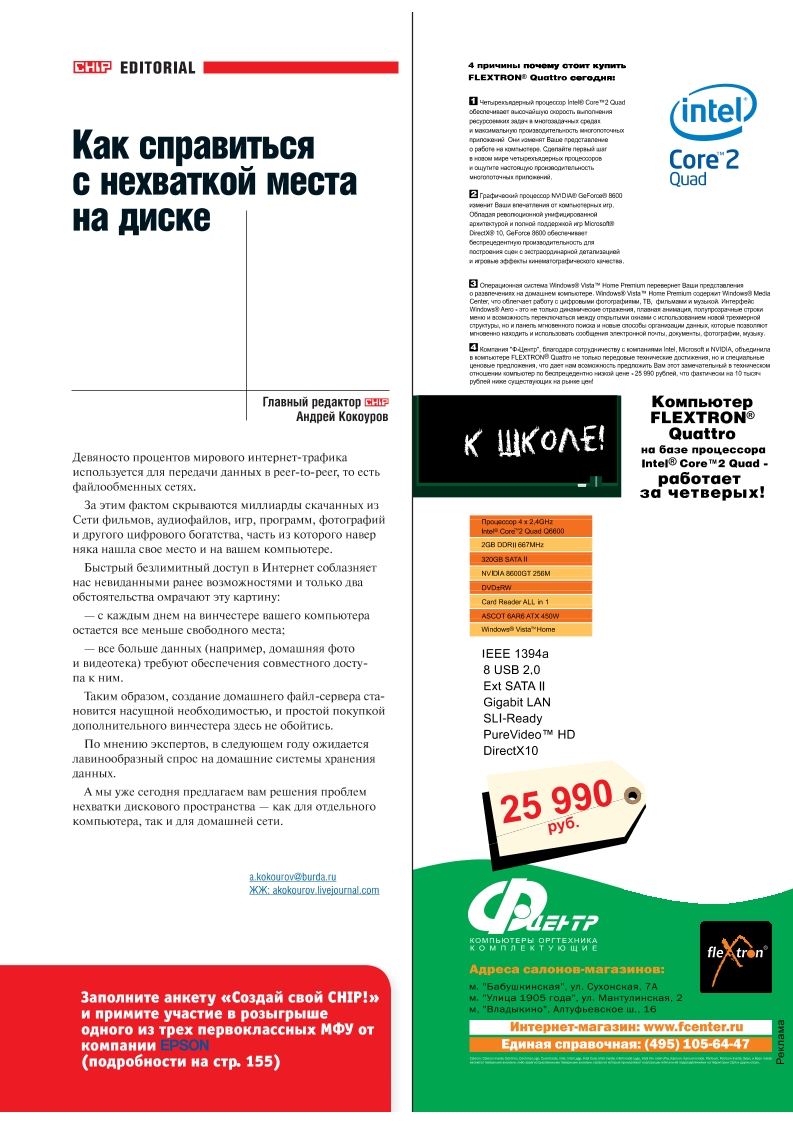 CHIP EDITORIAL
Как справиться
с нехваткой места
на диске
Главный редактор CHIP
Андрей Кокоуров
Девяносто процентов мирового интернет-трафика
используется для передачи данных в peer-to-peer, то есть
файлообменных сетях.
За этим фактом скрываются миллиарды скачанных из
Сети фильмов, аудиофайлов, игр, программ, фотографий
и другого цифрового богатства, часть из которого навер
няка нашла свое место и на вашем компьютере.
Быстрый безлимитный доступ в Интернет соблазняет
нас невиданными ранее возможностями и только два
обстоятельства омрачают эту картину:
— с каждым днем на винчестере вашего компьютера
остается все меньше свободного места;
— все больше данных (например, домашняя фото
и видеотека) требуют обеспечения совместного досту-
па к ним.
Таким образом, создание домашнего файл-сервера ста-
новится насущной необходимостью, и простой покупкой
дополнительного винчестера здесь не обойтись.
По мнению экспертов, в следующем году ожидается
лавинообразный спрос на домашние системы хранения
данных.
А мы уже сегодня предлагаем вам решения проблем
нехватки дискового пространства — как для отдельного
компьютера, так и для домашней сети.
a.kokourov@burda.ru
ЖЖ: akokourov.livejournal.com
Заполните анкету «Создай свой CHIP!»
и примите участие в розыгрыше
одного из трех первоклассных МФУ от
компании EPSON
(подробности на стр. 155)
4 причины почему стоит купить
FLEXTRON® Quattro сегодня:
1 Четырехъядерный процессор Intel® Core™2 Quad
обеспечивает высочайшую скорость выполнения
ресурсоемких задач в многозадачных средах
и максимальную производительность многопоточных
приложений Они изменят Ваше представление
о работе на компьютере. Сделайте первый шаг
в новом мире четырехъядерных процессоров
и ощутите настоящую производительность
многопоточных приложений.
2 Графический процессор NVIDIA® GeForce® 8600
изменит Ваши впечатления от компьютерных игр.
Обладая революционной унифицированной
архитектурой и полной поддержкой игр Microsoft®
DirectX® 10, GeForce 8600 обеспечивает
беспрецедентную производительность для
построения сцен с экстраординарной детализацией
и игровые эффекты кинематографического качества.
intel®
Core™2
Quad
3 Операционная система Windows® Vista™ Home Premium перевернет Ваши представления
о развлечениях на домашнем компьютере. Windows® Vista™ Home Premium содержит Windows® Media
Center, что облегчает работу с цифровыми фотографиями, ТВ, фильмами и музыкой. Интерфейс
Windows® Aero - это не только динамические отражения, плавная анимация, полупрозрачные строки
меню и возможность переключаться между открытыми окнами с использованием новой трехмерной
структуры, но и панель мгновенного поиска и новые способы организации данных, которые позволяют
мгновенно находить и использовать сообщения электронной почты, документы, фотографии, музыку.
4 Компания "Ф-Центр", благодаря сотрудничеству с компаниями Intel, Microsoft и NVIDIA, объединила
в компьютере FLEXTRON® Quattro не только передовые технические достижения, но и специальные
ценовые предложения, что дает нам возможность предложить Вам этот замечательный в техническом
отношении компьютер по беспрецедентно низкой цене - 25 990 рублей, что фактически на 10 тысяч
рублей ниже существующих на рынке цен!
К ШКОЛЕ!
Компьютер
FLEXTRON®
Quattro
на базе процессора
Intel® Core™2 Quad -
работает
за четверых!
Процессор 4 x 2,4GHz
Intel® Core™2 Quad Q6600
2GB DDRII 667MHz
320GB SATA II
NVIDIA 8600GT 256M
DVD±RW
Card Reader ALL in 1
ASCOT 6AR6 ATX 450W
Windows® Vista™Home
IEEE 1394a
8 USB 2,0
Ext SATA II
Gigabit LAN
SLI-Ready
PureVideo™ HD
DirectX10
25 990
руб.
ФЦЕНТР
КОМПЬЮТЕРЫ ОРГТЕХНИКА
КОМПЛЕКТУЮЩИЕ
flextron®
Адреса салонов-магазинов:
м. "Бабушкинская", ул. Сухонская, 7А
м. "Улица 1905 года", ул. Мантулинская, 2
м, "Владыкино", Алтуфьевское ш., 16
Интернет-магазин: www.fcenter.ru
Единая справочная: (495) 105-64-47
Реклама